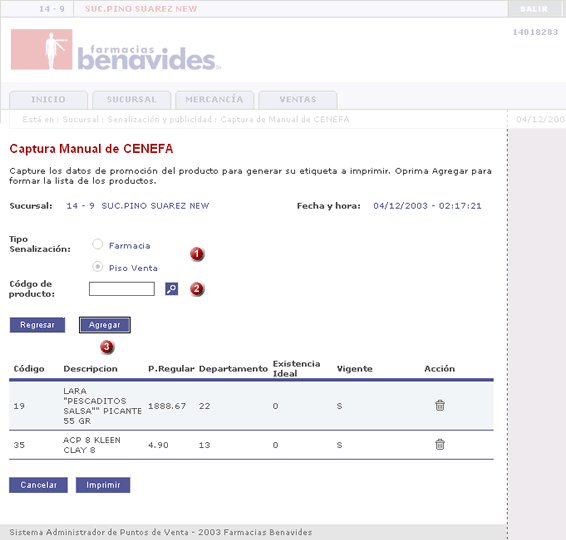 14 - 9 SUC.PINO SUAREZ NEW SALIR
14018283
farmacias
benavides
INICIO SUCURSAL MERCANCÍA VENTAS
Está en : Sucursal : Senalización y publicidad : Captura de Manual de CENEFA 04/12/200
Captura Manual de CENEFA
Capture los datos de promoción del producto para generar su etiqueta a imprimir. Oprima Agregar para
formar la lista de los productos.
Sucursal: 14 - 9 SUC.PINO SUAREZ NEW Fecha y hora: 04/12/2003 - 02:17:21
Tipo
Senalización:
Farmacia
1
Piso Venta
Códgo de
producto:
2
Regresar Agregar
3
Código Descripcion P.Regular Departamento Existencia Ideal Vigente Acción
19 LARA "PESCADITOS SALSA"" PICANTE 55 GR 1888.67 22 0 S
35 ACP 8 KLEEN CLAY 8 4.90 13 0 S
Cancelar Imprimir
Sistema Administrador de Puntos de Venta - 2003 Farmacias Benavides